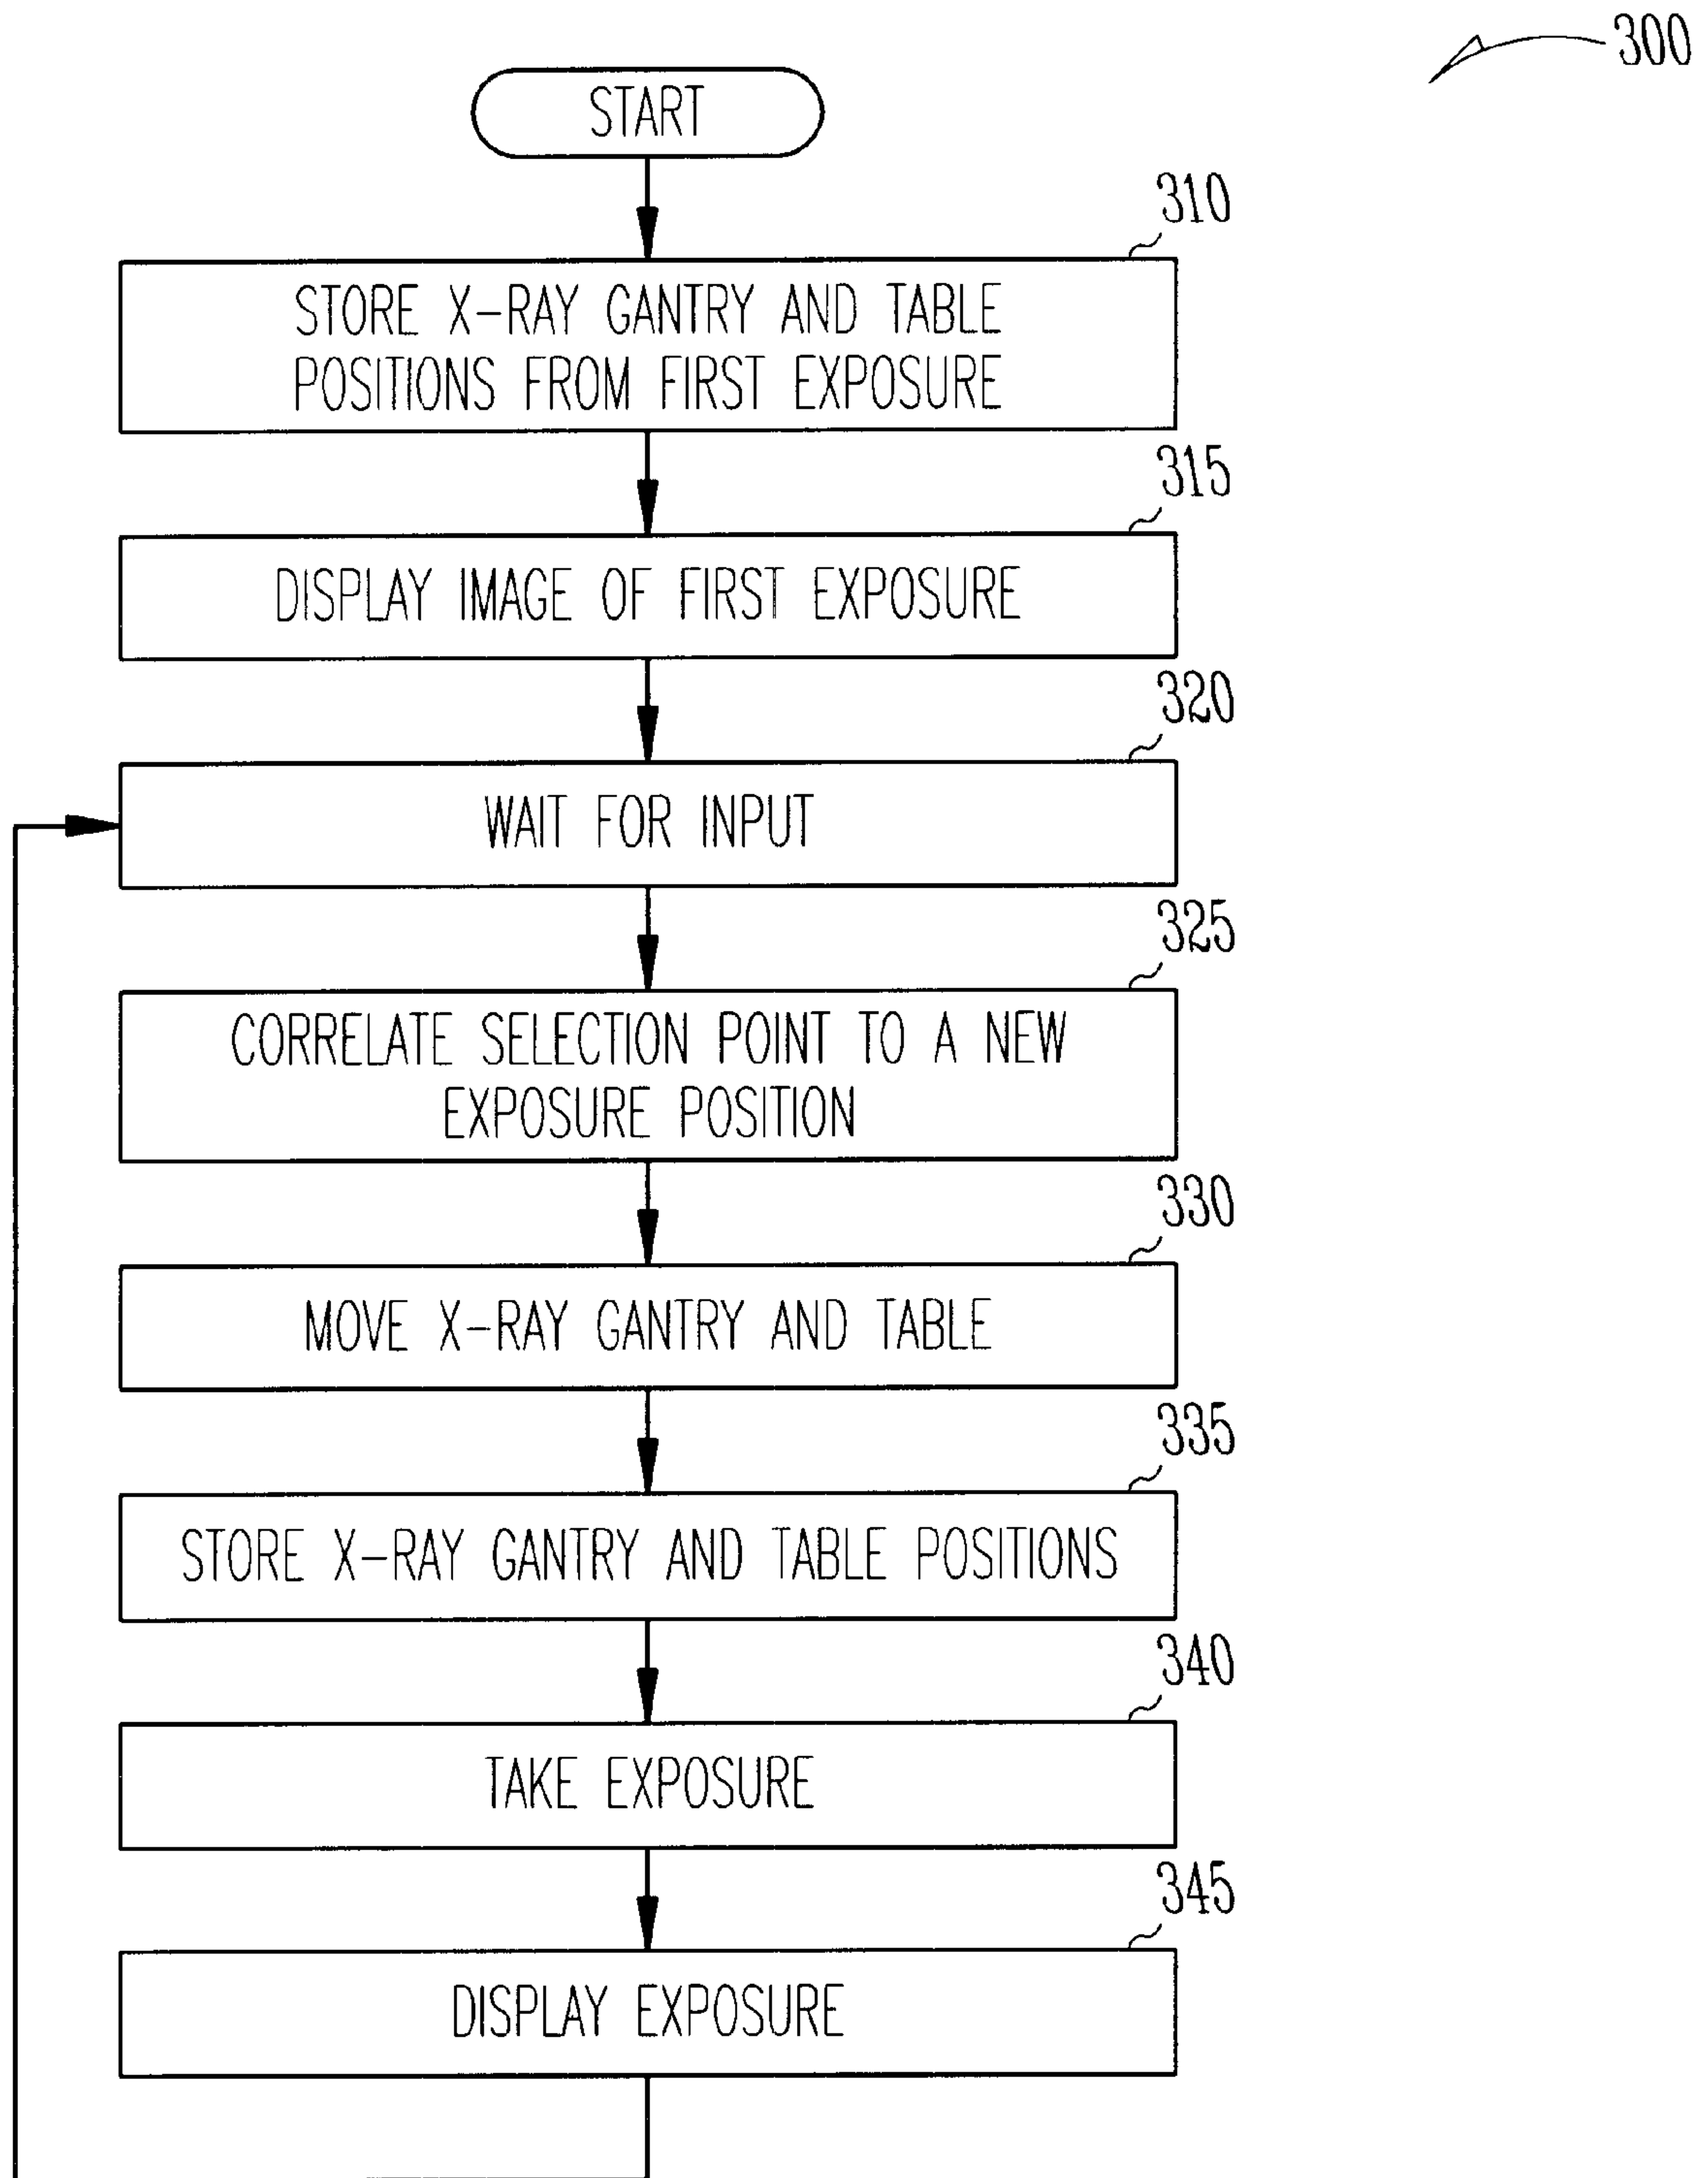 300
START
310
STORE X-RAY GANTRY AND TABLE
POSITIONS FROM FIRST EXPOSURE
315
DISPLAY IMAGE OF FIRST EXPOSURE
320
WAIT FOR INPUT
325
CORRELATE SELECTION POINT TO A NEW
EXPOSURE POSITION
330
MOVE X-RAY GANTRY AND TABLE
335
STORE X-RAY GANTRY AND TABLE POSITIONS
340
TAKE EXPOSURE
345
DISPLAY EXPOSURE